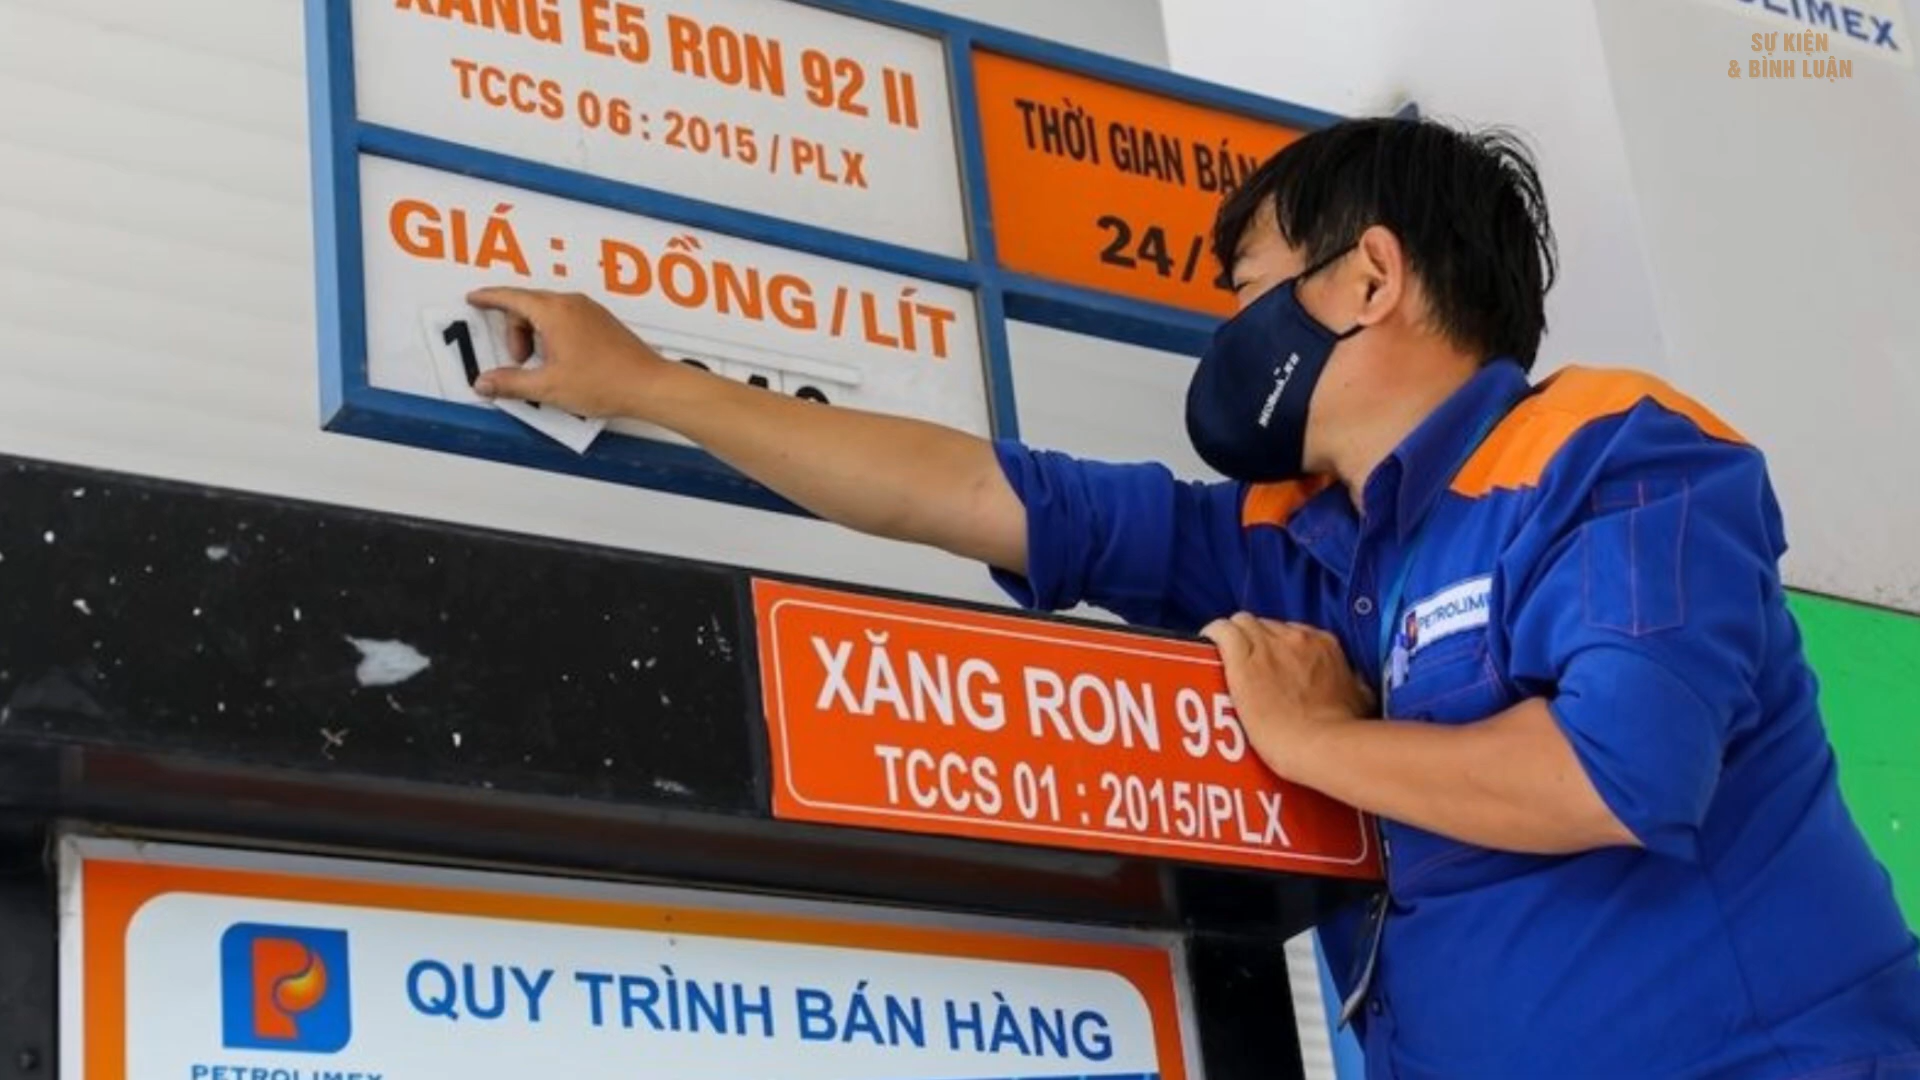 XĂNG E5 RON 92 II
TCCS 06 : 2015 / PLX
GIÁ : ĐỒNG / LÍT
1
THỜI GIAN BÁN
24 /
SỰ KIỆN
& BÌNH LUẬN
XĂNG RON 95
TCCS 01 : 2015/PLX
QUY TRÌNH BÁN HÀNG
PETROLIMEX